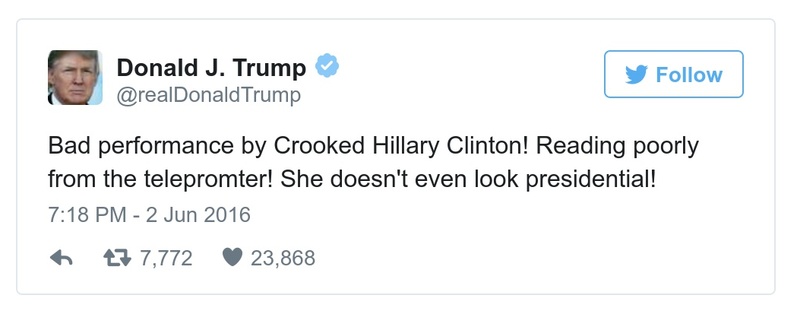 Donald J. Trump
@realDonaldTrump
Follow
Bad performance by Crooked Hillary Clinton! Reading poorly
from the telepromter! She doesn't even look presidential!
7:18 PM - 2 Jun 2016
7,772 23,868